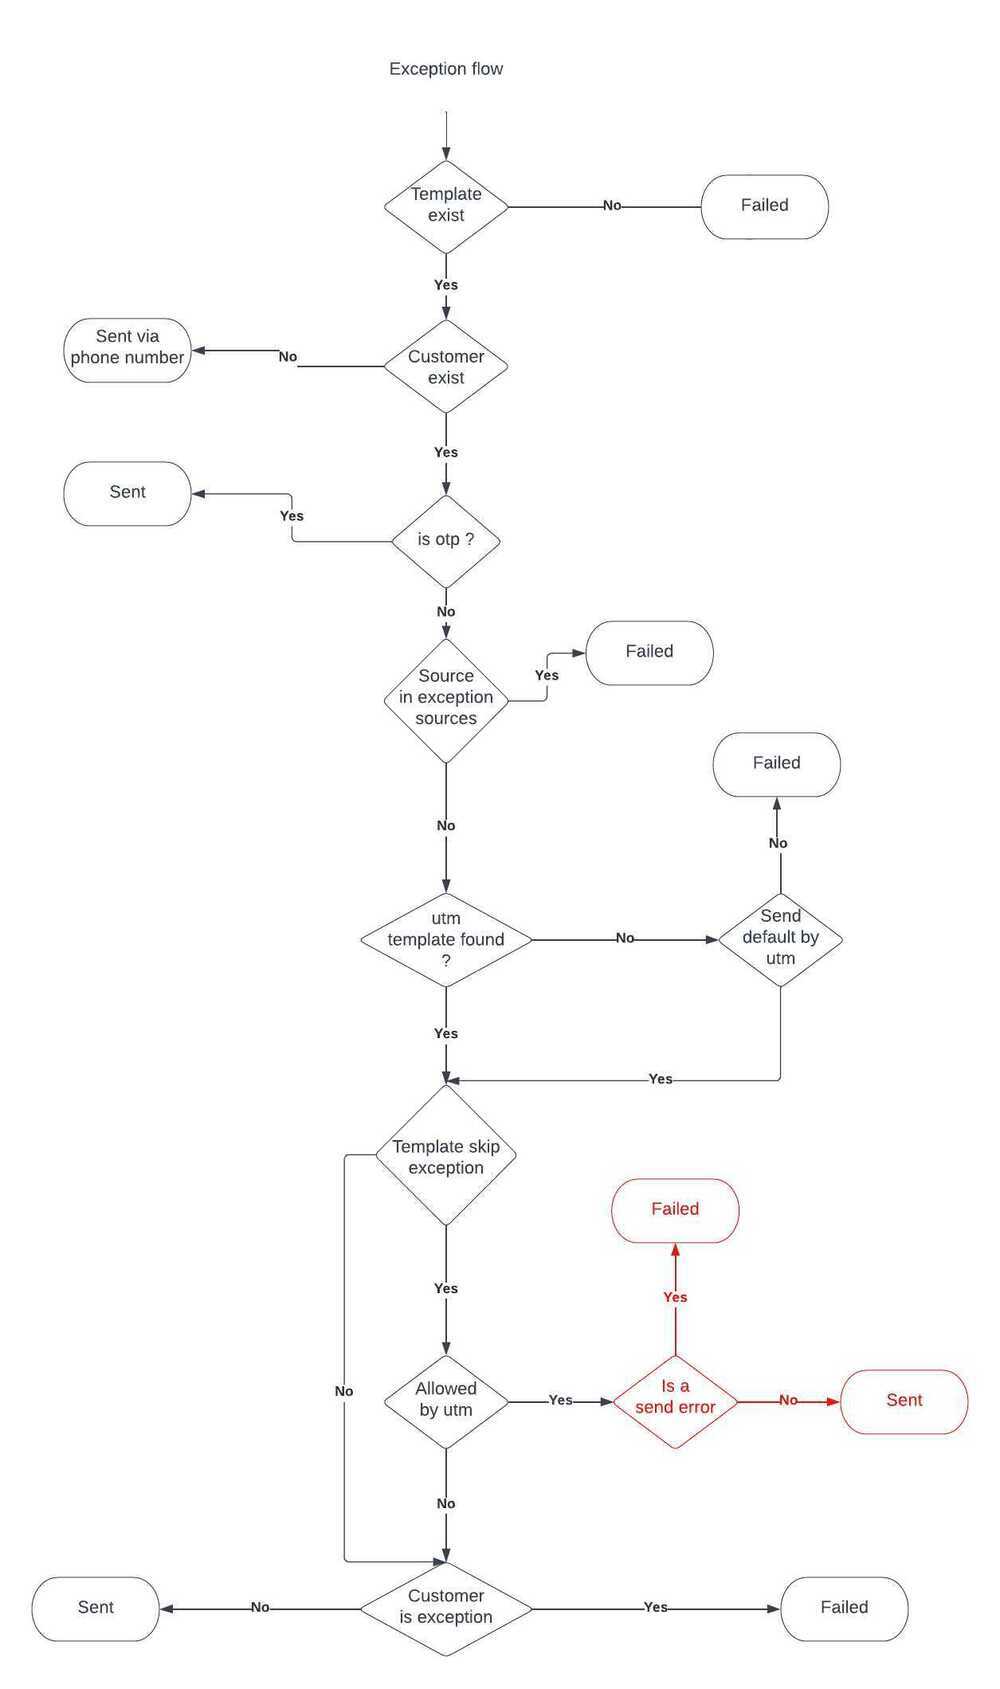 Exception flow
Template
exist
No
Failed
Yes
Sent via
phone number
No
Customer
exist
Yes
Sent
Yes
is otp ?
No
Source
in exception
sources
Yes
Failed
Failed
No
No
utm
template found
?
No
Send
default by
utm
Yes
Yes
Template skip
exception
Failed
Yes
Yes
No
Allowed
by utm
Yes
Is a
send error
No
Sent
No
Sent
No
Customer
is exception
Yes
Failed